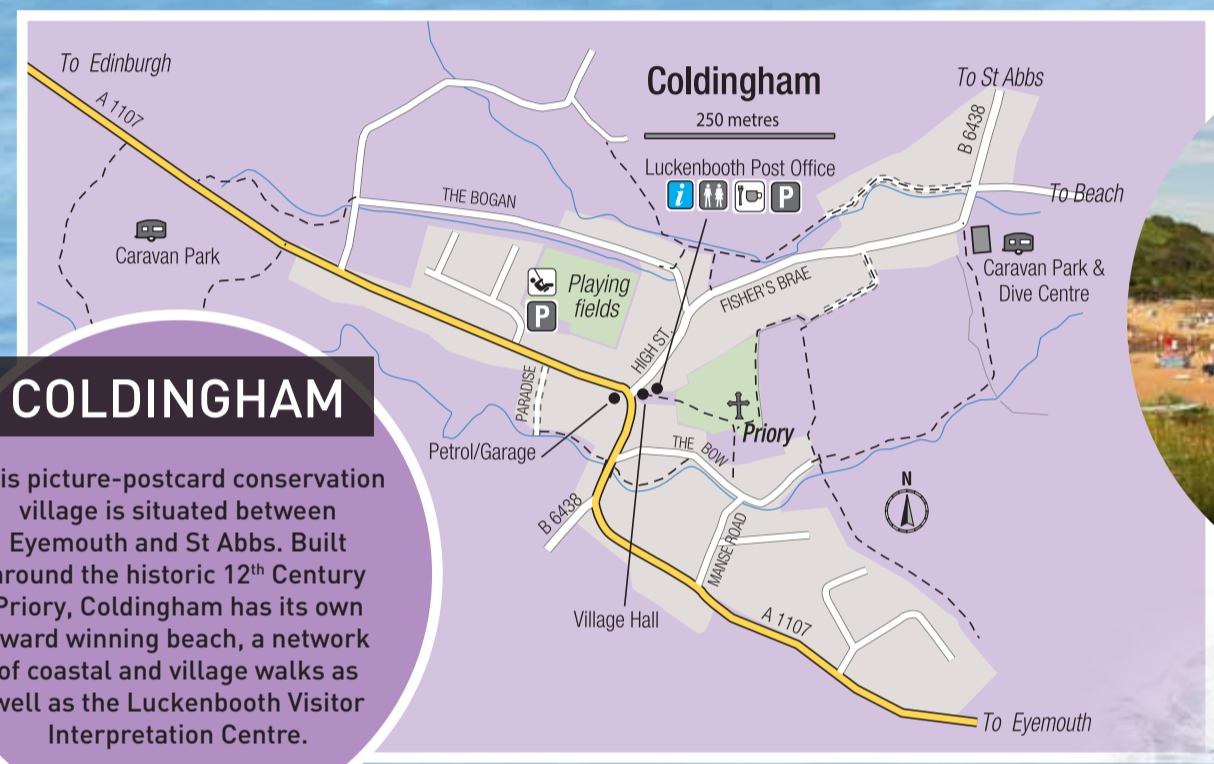 To Edinburgh
A 1107
Coldingham
250 metres
To St Abbs
B 6438
Luckenbooth Post Office
i
P
To Beach
THE BOGAN
Caravan Park
Playing
fields
P
FISHER'S BRAE
Caravan Park &
Dive Centre
HIGH ST.
PARADISE
Priory
Petrol/Garage
THE BOW
N
B 6438
MANSE ROAD
Village Hall
A 1107
To Eyemouth
COLDINGHAM
is picture-postcard conservation
village is situated between
Eyemouth and St Abbs. Built
around the historic 12th Century
Priory, Coldingham has its own
ward winning beach, a network
of coastal and village walks as
well as the Luckenbooth Visitor
Interpretation Centre.